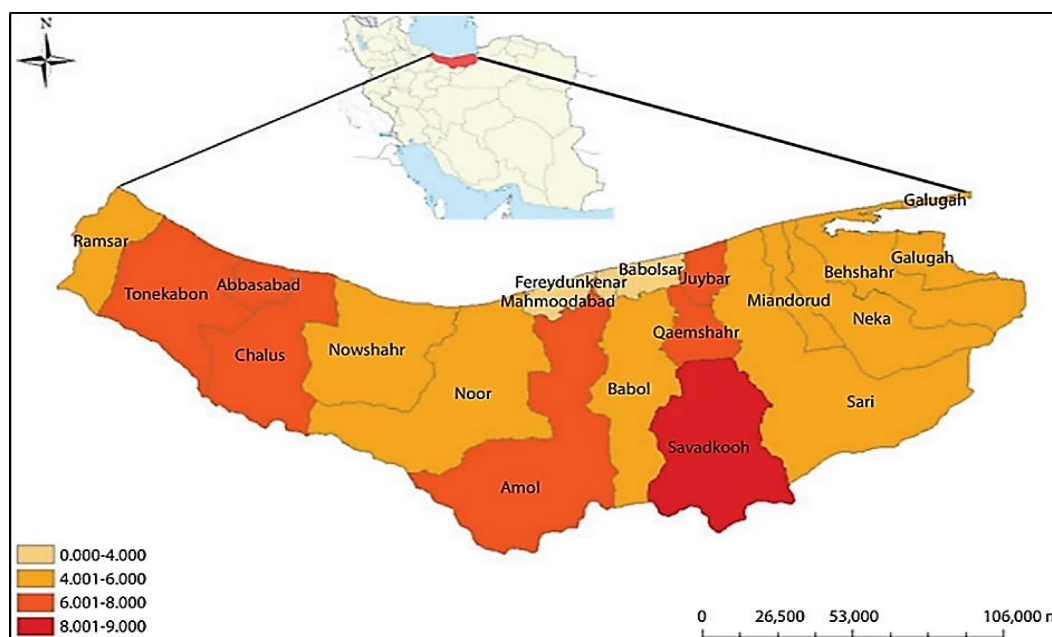 N
Galugah
Ramsar
Babolsar
Fereydunkenar
Juybar
Behshahr
Galugah
Tonekabon
Abbasabad
Mahmoodabad
Miandorud
Neka
Qaemshahr
Chalus
Nowshahr
Noor
Babol
Sari
Savadkooh
Amol
0.000-4.000
4.001-6.000
6.001-8.000
8.001-9.000
0 26,500 53,000 106,000 m